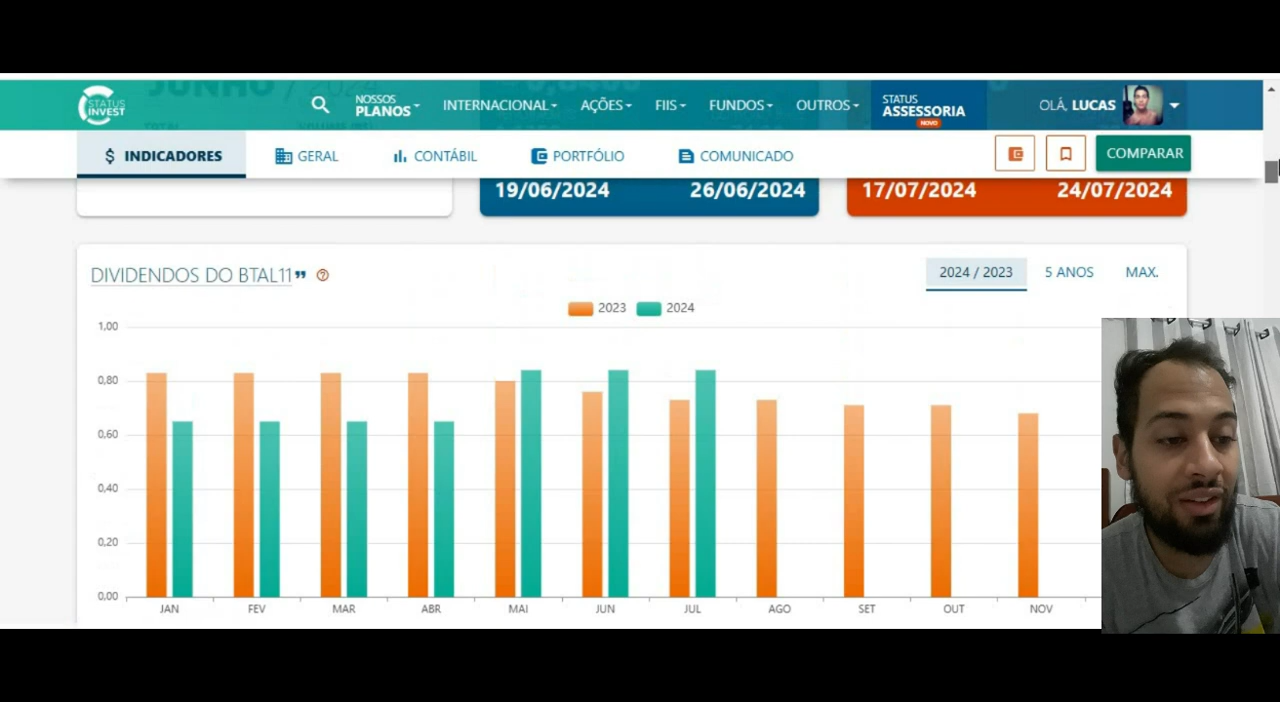 JUNHO
STATUS
INVEST
NOSSOS
PLANOS
INTERNACIONAL
AÇÕES
FIIS
FUNDOS
OUTROS
STATUS
ASSESSORIA
NOVO
OLÁ, LUCAS
INDICADORES
GERAL
CONTÁBIL
PORTFÓLIO
COMUNICADO
COMPARAR
19/06/2024 26/06/2024
17/07/2024 24/07/2024
DIVIDENDOS DO BTAL11
2024 / 2023
5 ANOS
MAX.
2023 2024
1,00
0,80
0,60
0,40
0,20
0,00
JAN FEV MAR ABR MAI JUN JUL AGO SET OUT NOV